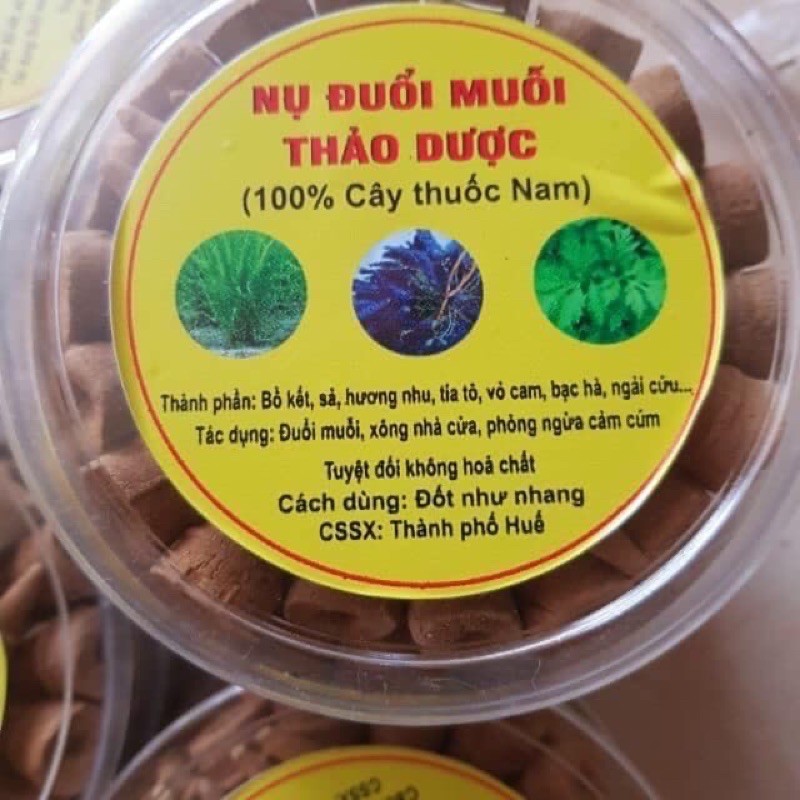 NỤ ĐUỔI MUỖI
THẢO DƯỢC
(100% Cây thuốc Nam)
Thành phần: Bồ kết, sả, hương nhu, tía tô, vỏ cam, bạc hà, ngải cứu...
Tác dụng: Đuổi muỗi, xông nhà cửa, phòng ngừa cảm cúm
Tuyệt đối không hoá chất
Cách dùng: Đốt như nhang
CSSX: Thành phố Huế
CSSX